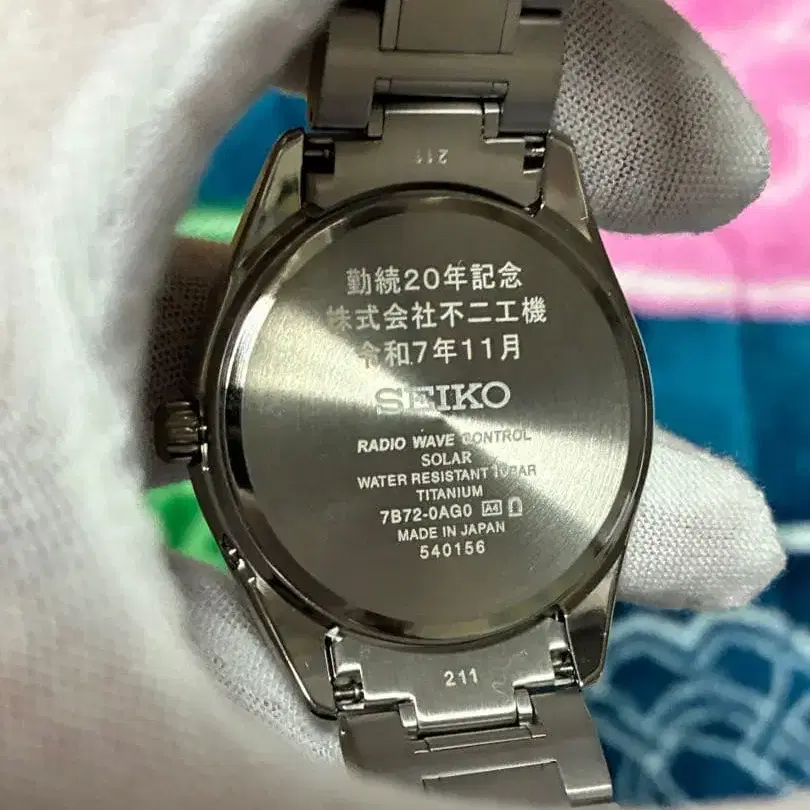 211
勤続20年記念
株式会社不二工機
令和7年11月
SEIKO
RADIO WAVE CONTROL
SOLAR
WATER RESISTANT 10BAR
TITANIUM
7B72-0AG0 A4
MADE IN JAPAN
540156
211